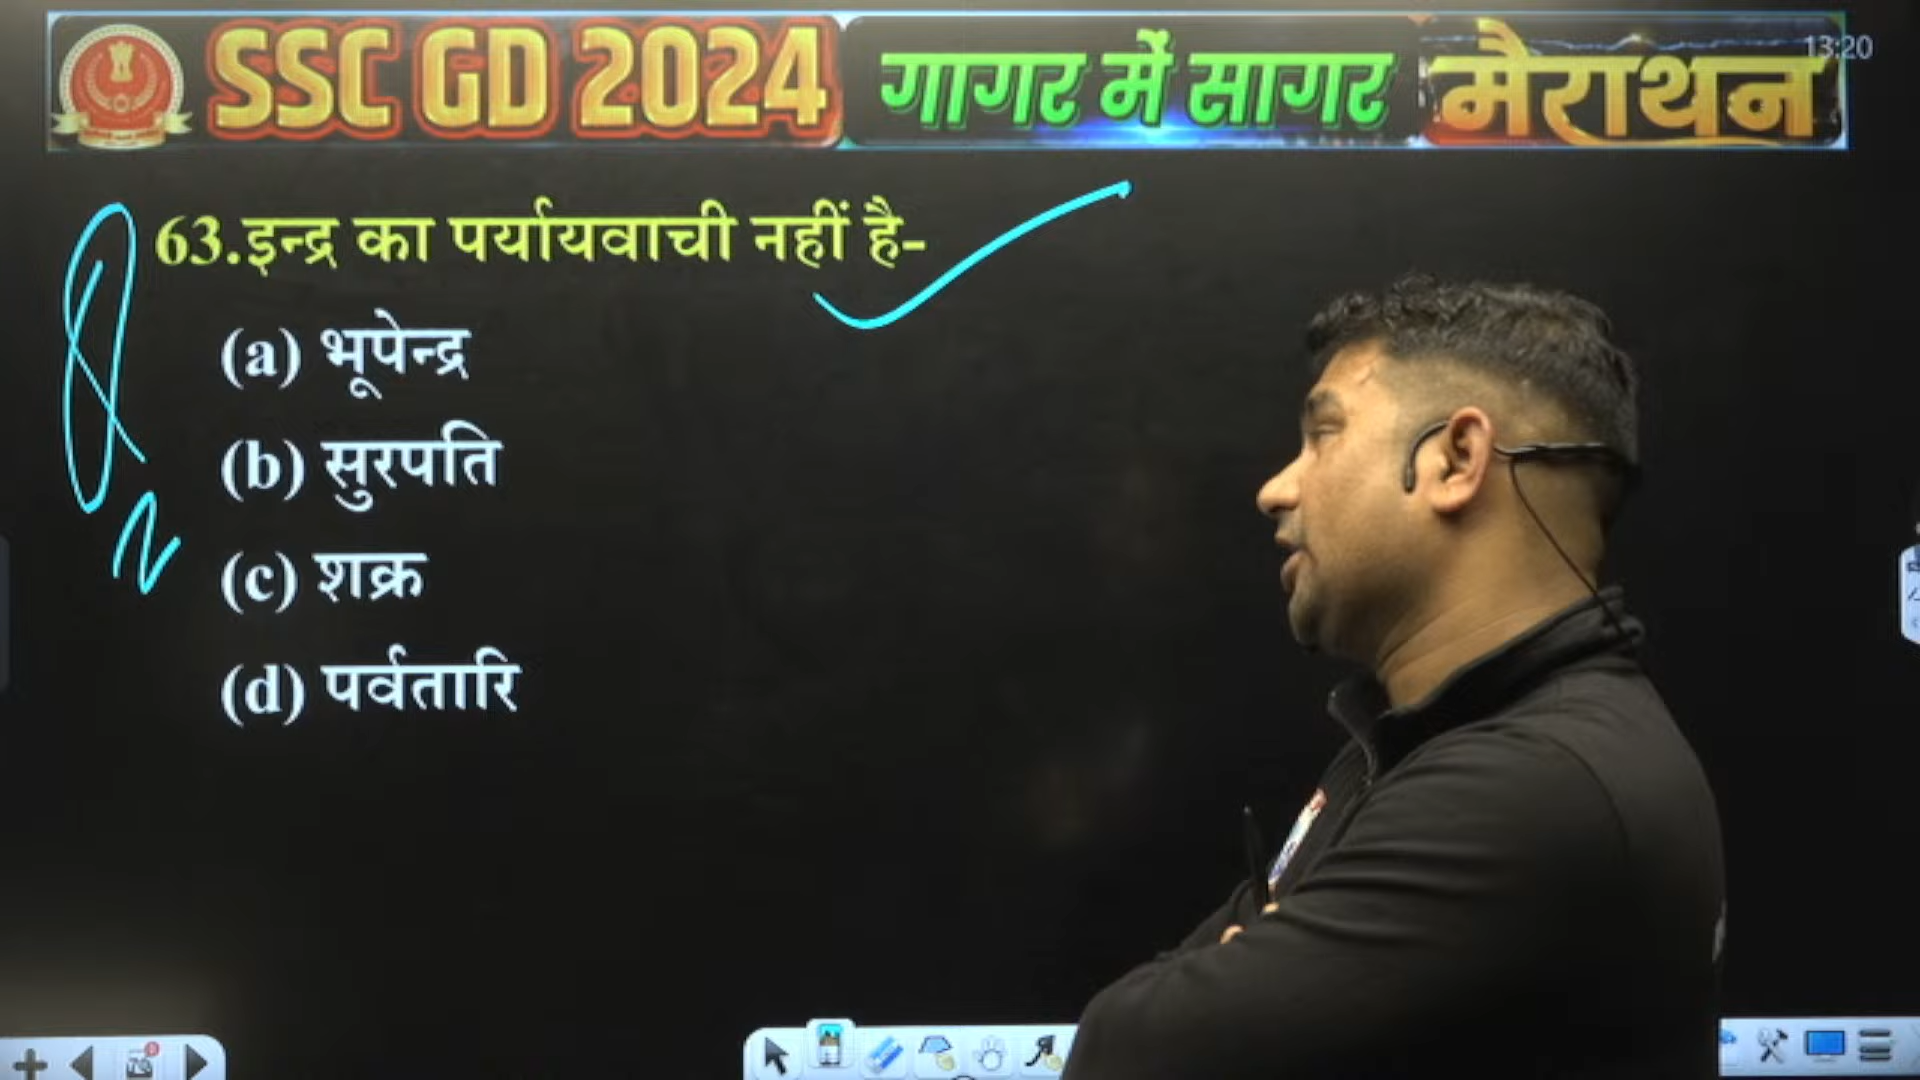 SSC GD 2024 गागर में सागर मैराथन
13:20
63.इन्द्र का पर्यायवाची नहीं है-
(a) भूपेन्द्र
(b) सुरपति
(c) शक्र
(d) पर्वतारि